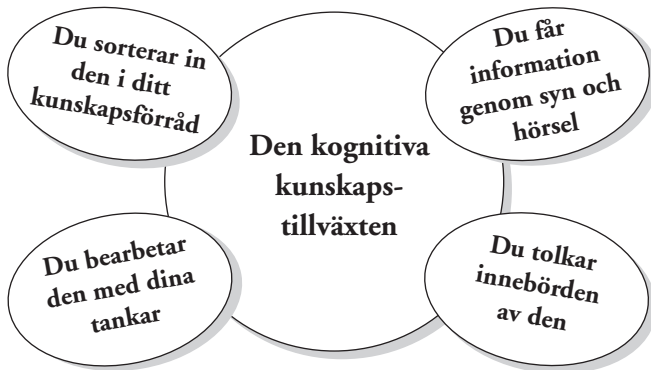 Du sorterar in
den i ditt
kunskapsförråd
Du får
information
genom syn och
hörsel
Den kognitiva
kunskaps-
tillväxten
Du bearbetar
den med dina
tankar
Du tolkar
innebörden
av den